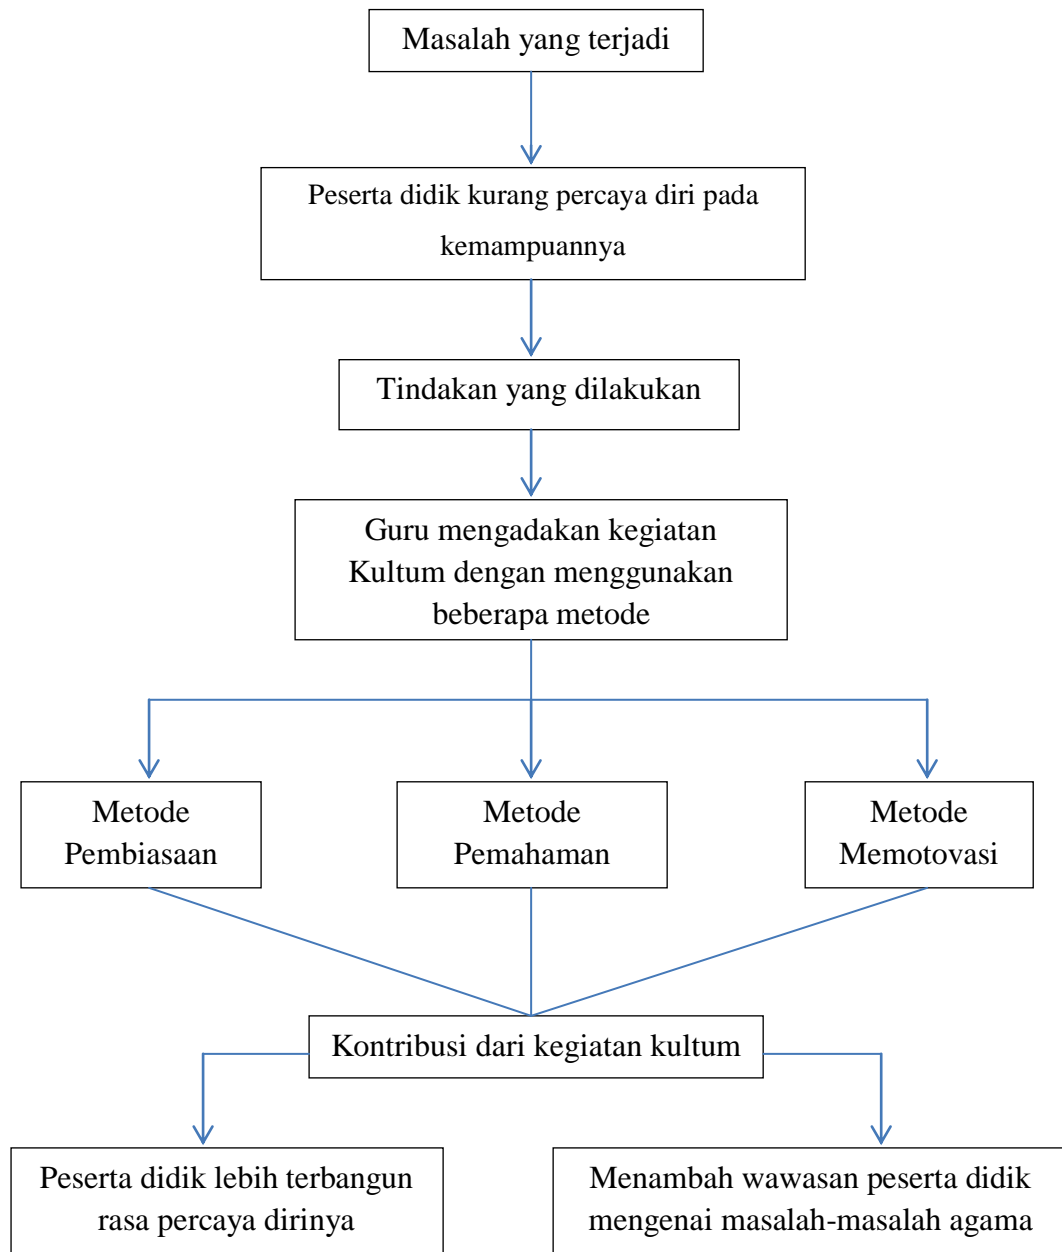 Masalah yang terjadi
Peserta didik kurang percaya diri pada
kemampuannya
Tindakan yang dilakukan
Guru mengadakan kegiatan
Kultum dengan menggunakan
beberapa metode
Metode
Pembiasaan
Metode
Pemahaman
Metode
Memotovasi
Kontribusi dari kegiatan kultum
Peserta didik lebih terbangun
rasa percaya dirinya
Menambah wawasan peserta didik
mengenai masalah-masalah agama